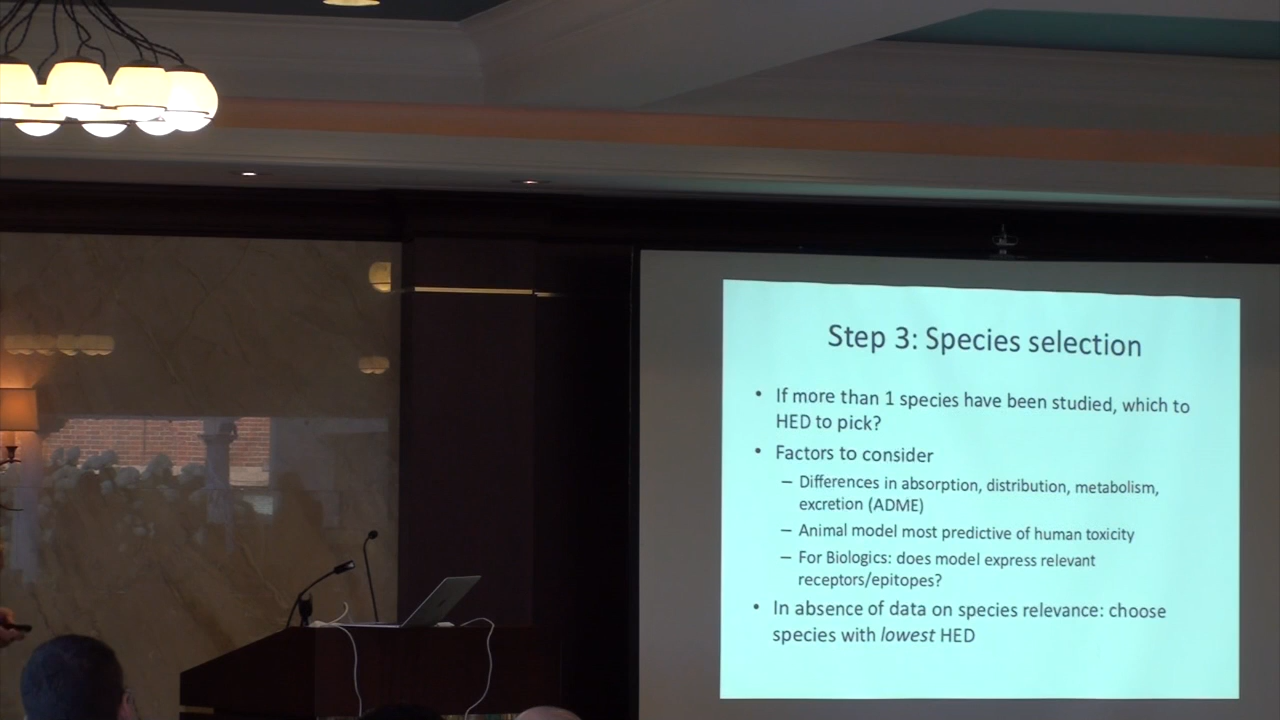 Step 3: Species selection
• If more than 1 species have been studied, which to
HED to pick?
• Factors to consider
– Differences in absorption, distribution, metabolism,
excretion (ADME)
– Animal model most predictive of human toxicity
– For Biologics: does model express relevant
receptors/epitopes?
• In absence of data on species relevance: choose
species with lowest HED